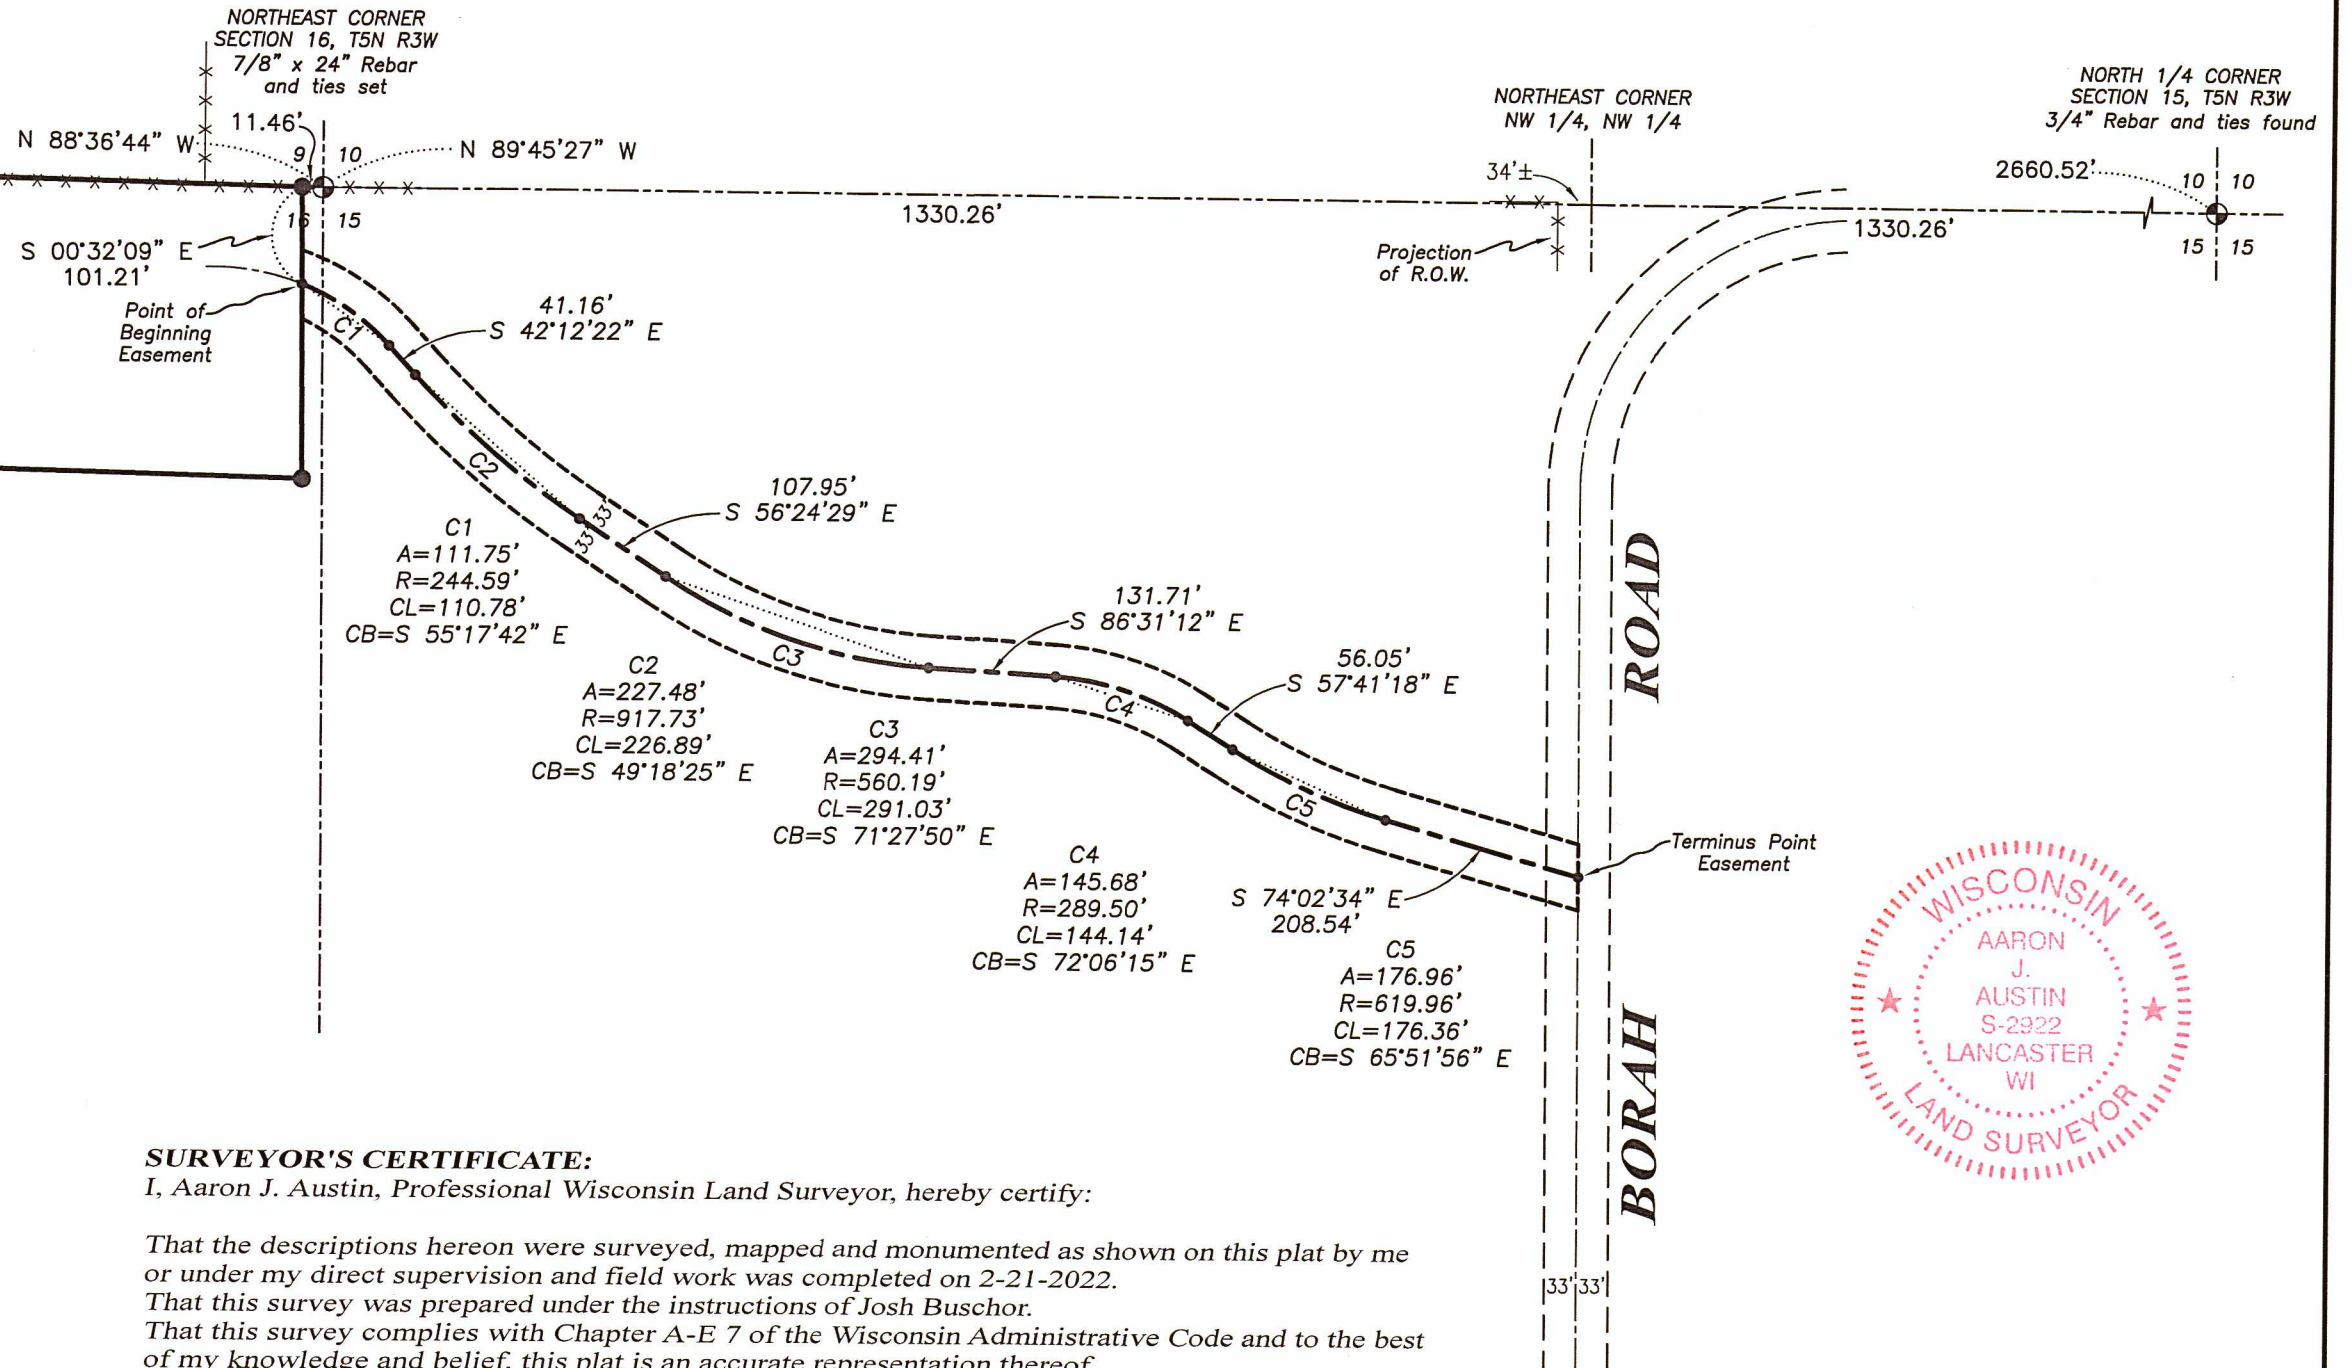 NORTHEAST CORNER
SECTION 16, T5N R3W
7/8" x 24" Rebar
and ties set
11.46'
N 88°36'44" W
9
10
N 89°45'27" W
16
15
1330.26'
NORTHEAST CORNER
NW 1/4, NW 1/4
34'±
Projection
of R.O.W.
NORTH 1/4 CORNER
SECTION 15, T5N R3W
3/4" Rebar and ties found
2660.52'
10
10
15
15
1330.26'
S 00°32'09" E
101.21'
Point of
Beginning
Easement
C1
41.16'
S 42°12'22" E
C2
33'
33'
107.95'
S 56°24'29" E
C3
131.71'
S 86°31'12" E
C4
56.05'
S 57°41'18" E
C5
C1
A=111.75'
R=244.59'
CL=110.78'
CB=S 55°17'42" E
C2
A=227.48'
R=917.73'
CL=226.89'
CB=S 49°18'25" E
C3
A=294.41'
R=560.19'
CL=291.03'
CB=S 71°27'50" E
C4
A=145.68'
R=289.50'
CL=144.14'
CB=S 72°06'15" E
S 74°02'34" E
208.54'
C5
A=176.96'
R=619.96'
CL=176.36'
CB=S 65°51'56" E
Terminus Point
Easement
BORAH ROAD
33'
33'
WISCONSIN
AARON
J.
AUSTIN
S-2922
LANCASTER
WI
LAND SURVEYOR
SURVEYOR'S CERTIFICATE:
I, Aaron J. Austin, Professional Wisconsin Land Surveyor, hereby certify:
That the descriptions hereon were surveyed, mapped and monumented as shown on this plat by me
or under my direct supervision and field work was completed on 2-21-2022.
That this survey was prepared under the instructions of Josh Buschor.
That this survey complies with Chapter A-E 7 of the Wisconsin Administrative Code and to the best
of my knowledge and belief, this plat is an accurate representation thereof.